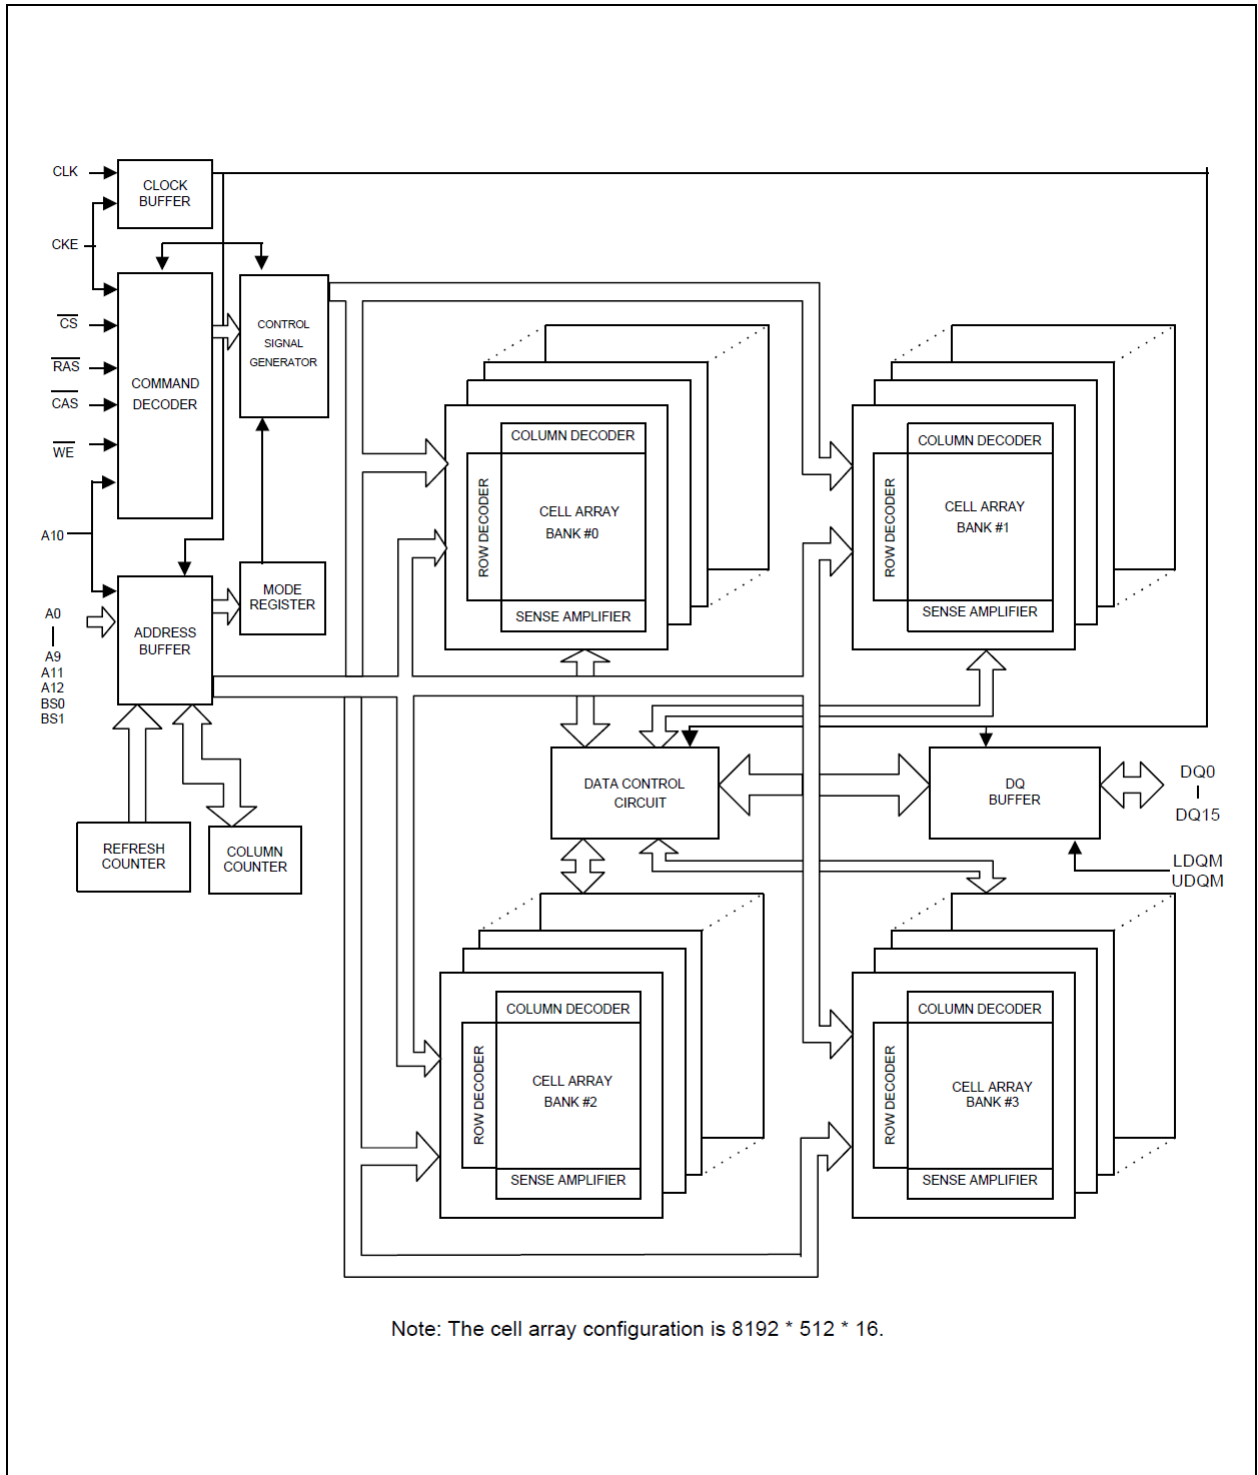 CLK
CLOCK
BUFFER
CKE
CS
RAS
CAS
WE
COMMAND
DECODER
CONTROL
SIGNAL
GENERATOR
A10
A0
A9
A11
A12
BS0
BS1
ADDRESS
BUFFER
MODE
REGISTER
REFRESH
COUNTER
COLUMN
COUNTER
COLUMN DECODER
ROW DECODER
CELL ARRAY
BANK #0
SENSE AMPLIFIER
COLUMN DECODER
ROW DECODER
CELL ARRAY
BANK #1
SENSE AMPLIFIER
DATA CONTROL
CIRCUIT
DQ
BUFFER
DQ0
DQ15
LDQM
UDQM
COLUMN DECODER
ROW DECODER
CELL ARRAY
BANK #2
SENSE AMPLIFIER
COLUMN DECODER
ROW DECODER
CELL ARRAY
BANK #3
SENSE AMPLIFIER
Note: The cell array configuration is 8192 * 512 * 16.